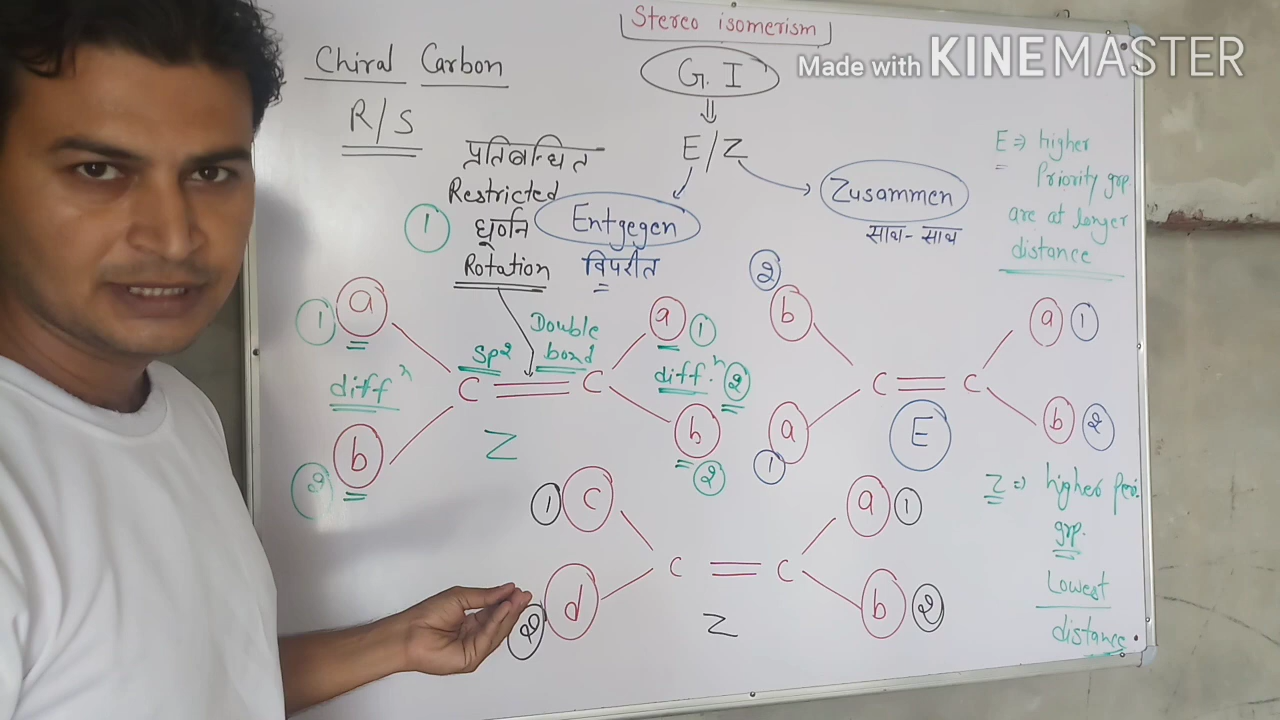 Stereo isomerism
Made with KINEMASTER
Chiral Carbon
G.I
R/S
⇓
E/Z
E ⇒ higher
Priority grp.
are at longer
distance
प्रतिबन्धित
Restricted
घूर्णन
Rotation
1
Entgegen
विपरीत
Zusammen
साथ-साथ
1 a
a 1
2
b
a 1
Double
bond
sp²
diffⁿ
diff.ⁿ 2
C = C
C = C
b
2
b
2
a
1
b 2
Z
E
Z ⇒ higher peri.
grp.
Lowest
distance
1 c
a 1
C = C
2 d
b 2
Z